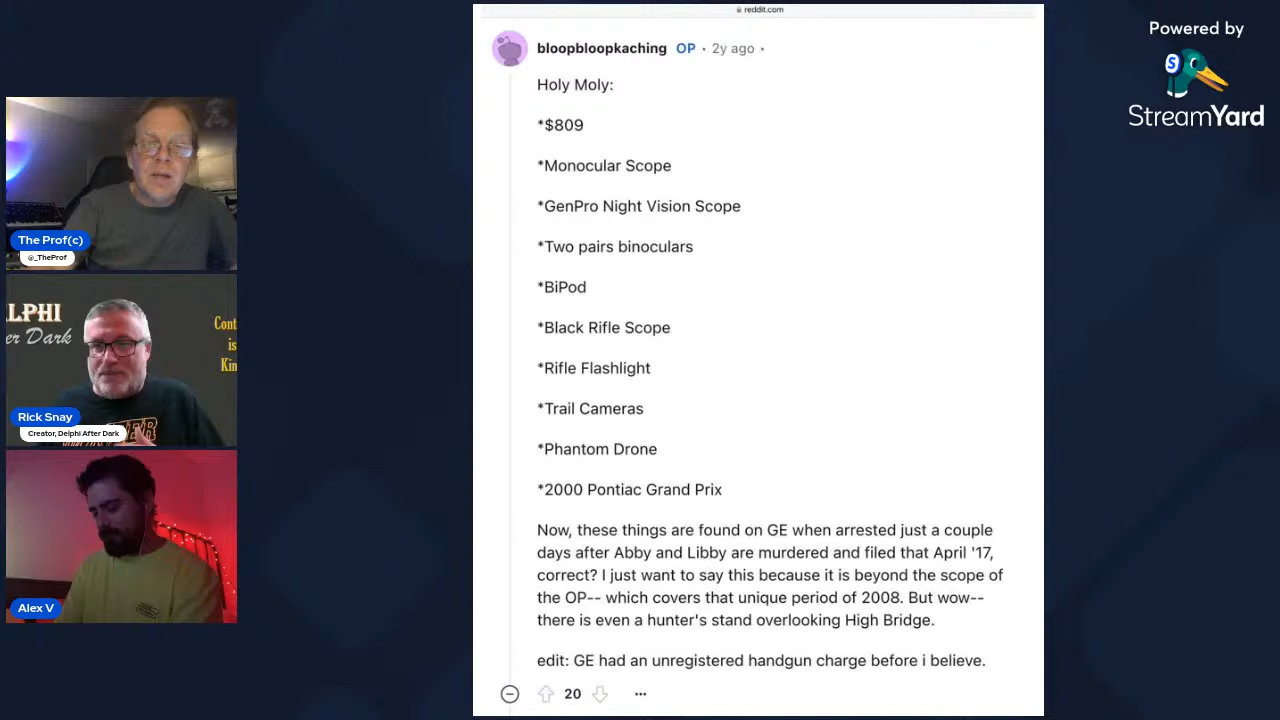 reddit.com
bloopbloopkaching OP · 2y ago ·
Holy Moly:
*$809
*Monocular Scope
*GenPro Night Vision Scope
*Two pairs binoculars
*BiPod
*Black Rifle Scope
*Rifle Flashlight
*Trail Cameras
*Phantom Drone
*2000 Pontiac Grand Prix
Now, these things are found on GE when arrested just a couple
days after Abby and Libby are murdered and filed that April '17,
correct? I just want to say this because it is beyond the scope of
the OP-- which covers that unique period of 2008. But wow--
there is even a hunter's stand overlooking High Bridge.
edit: GE had an unregistered handgun charge before i believe.
20
Powered by
S
StreamYard
The Prof(c)
@_TheProf
LPHI
er Dark
Cont
is
Kin
Rick Snay
Creator, Delphi After Dark
Alex V